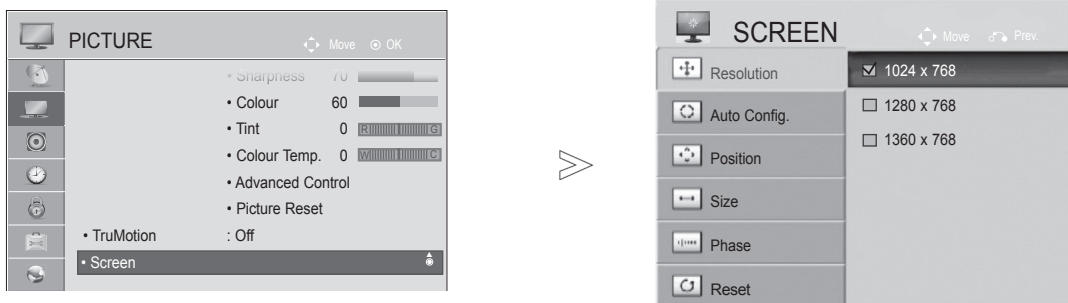 PICTURE
Move OK
• Sharpness 70
• Colour 60
• Tint 0 R G
• Colour Temp. 0 W C
• Advanced Control
• Picture Reset
• TruMotion : Off
• Screen
SCREEN
Move Prev.
Resolution
Auto Config.
Position
Size
Phase
Reset
1024 x 768
1280 x 768
1360 x 768